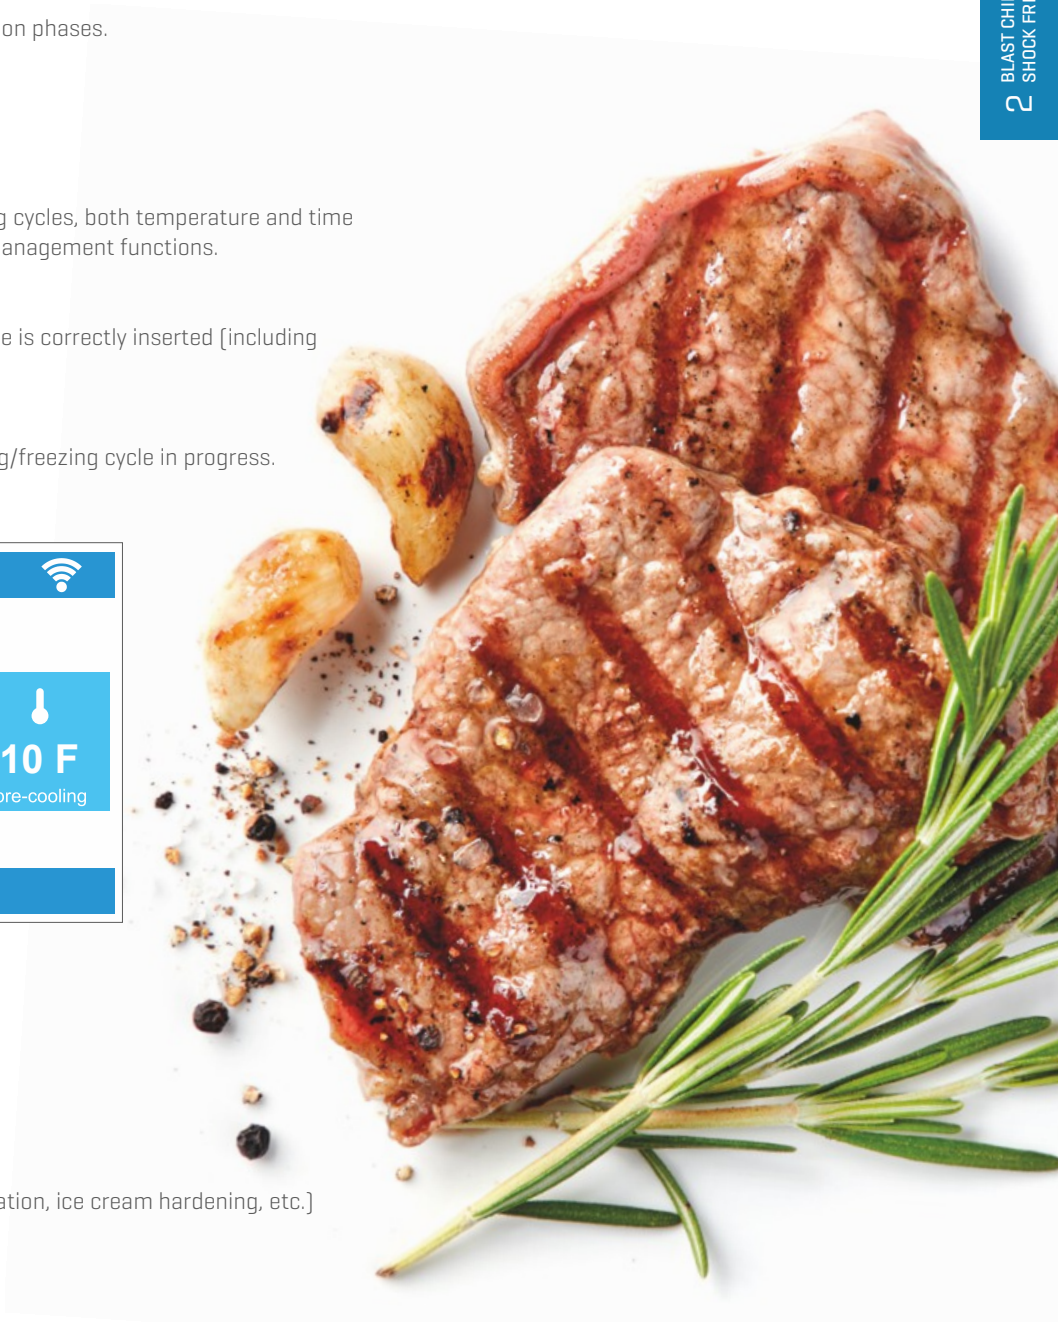 on phases.
BLAST CHI
SHOCK FR
2
cycles, both temperature and time
anagement functions.
e is correctly inserted (including
g/freezing cycle in progress.
10 F
ore-cooling
ation, ice cream hardening, etc.)